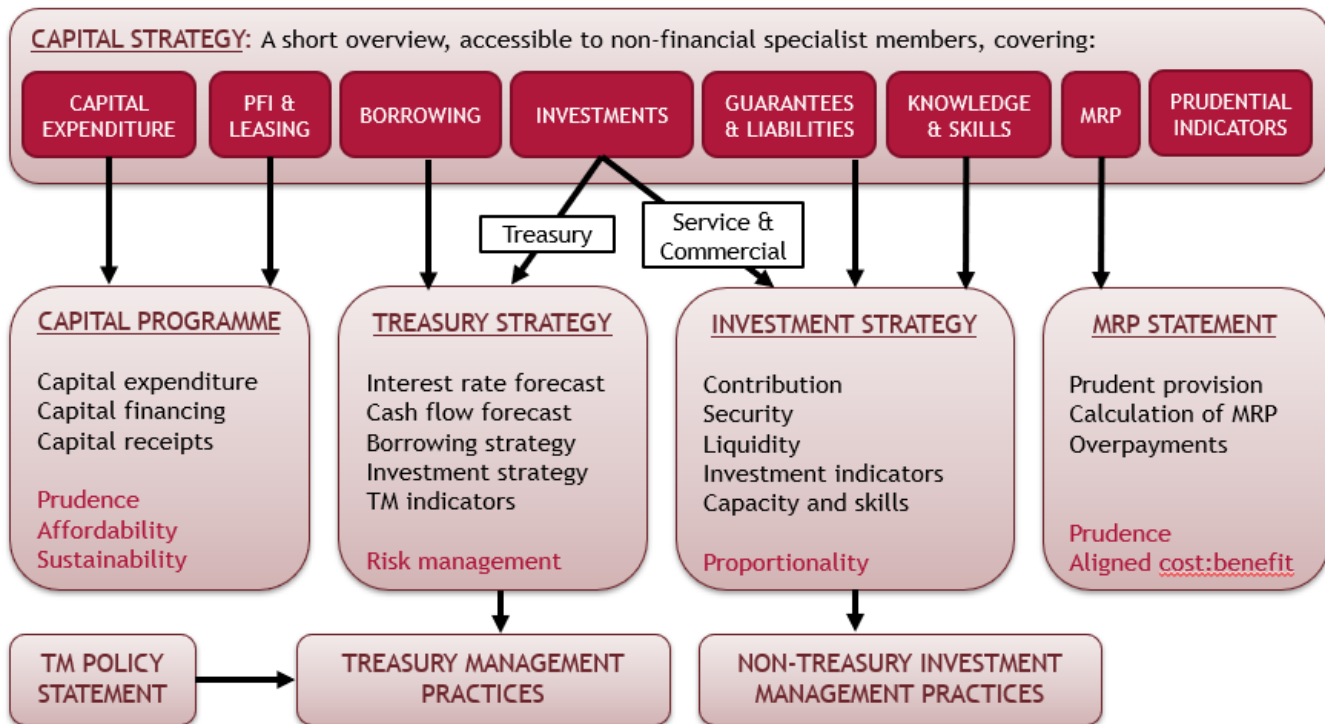 CAPITAL STRATEGY: A short overview, accessible to non-financial specialist members, covering:
CAPITAL
EXPENDITURE
PFI &
LEASING
BORROWING
INVESTMENTS
GUARANTEES
& LIABILITIES
KNOWLEDGE
& SKILLS
MRP
PRUDENTIAL
INDICATORS
Treasury
Service &
Commercial
CAPITAL PROGRAMME
Capital expenditure
Capital financing
Capital receipts
Prudence
Affordability
Sustainability
TREASURY STRATEGY
Interest rate forecast
Cash flow forecast
Borrowing strategy
Investment strategy
TM indicators
Risk management
INVESTMENT STRATEGY
Contribution
Security
Liquidity
Investment indicators
Capacity and skills
Proportionality
MRP STATEMENT
Prudent provision
Calculation of MRP
Overpayments
Prudence
Aligned cost:benefit
TM POLICY
STATEMENT
TREASURY MANAGEMENT
PRACTICES
NON-TREASURY INVESTMENT
MANAGEMENT PRACTICES